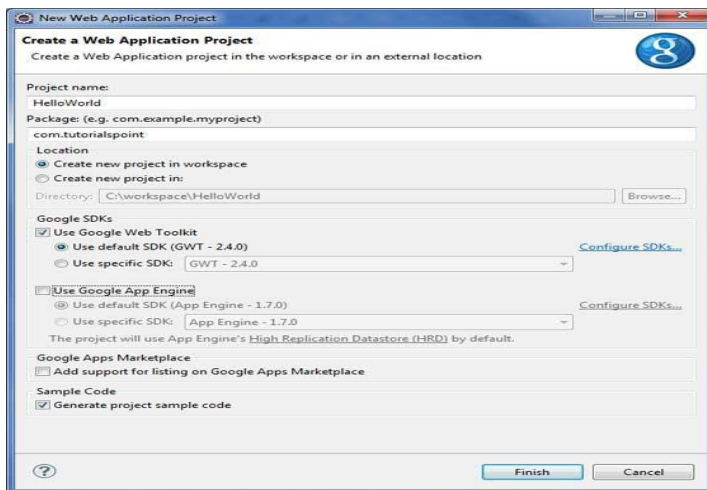 New Web Application Project
Create a Web Application Project
Create a Web Application project in the workspace or in an external location
Project name:
HelloWorld
Package: (e.g. com.example.myproject)
com.tutorialspoint
Location
Create new project in workspace
Create new project in:
Directory: C:\workspace\HelloWorld Browse...
Google SDKs
Use Google Web Toolkit
Use default SDK (GWT - 2.4.0) Configure SDKs...
Use specific SDK: GWT - 2.4.0
Use Google App Engine
Use default SDK (App Engine - 1.7.0) Configure SDKs...
Use specific SDK: App Engine - 1.7.0
The project will use App Engine's High Replication Datastore (HRD) by default.
Google Apps Marketplace
Add support for listing on Google Apps Marketplace
Sample Code
Generate project sample code
? Finish Cancel